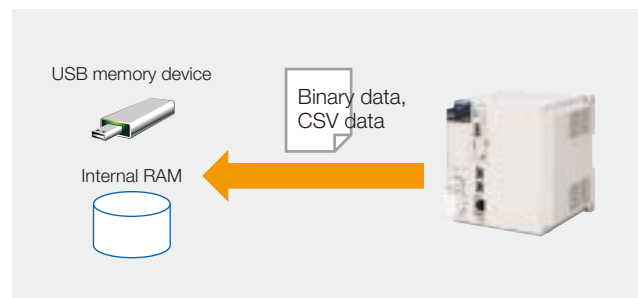 USB memory device
Binary data,
CSV data
Internal RAM